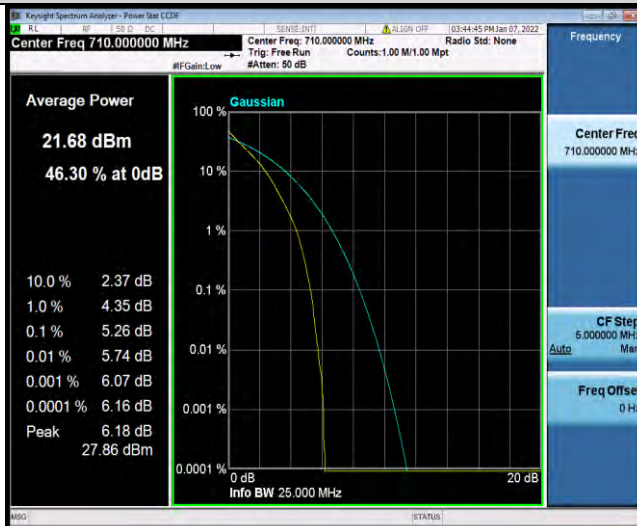 Keysight Spectrum Analyzer - Power Stat CCDF
RL RF 50 Ω DC SENSE:INT ALIGN OFF 03:44:45 PM Jan 07, 2022
Center Freq 710.000000 MHz
Center Freq: 710.000000 MHz Radio Std: None
Trig: Free Run Counts:1.00 M/1.00 Mpt
#IFGain:Low #Atten: 50 dB
Frequency
Average Power
21.68 dBm
46.30 % at 0dB
10.0 % 2.37 dB
1.0 % 4.35 dB
0.1 % 5.26 dB
0.01 % 5.74 dB
0.001 % 6.07 dB
0.0001 % 6.16 dB
Peak 6.18 dB
27.86 dBm
Gaussian
100 %
10 %
1 %
0.1 %
0.01 %
0.001 %
0.0001 %
0 dB 20 dB
Info BW 25.000 MHz
Center Freq
710.000000 MHz
CF Step
5.000000 MHz
Auto Man
Freq Offset
0 Hz
MSG STATUS